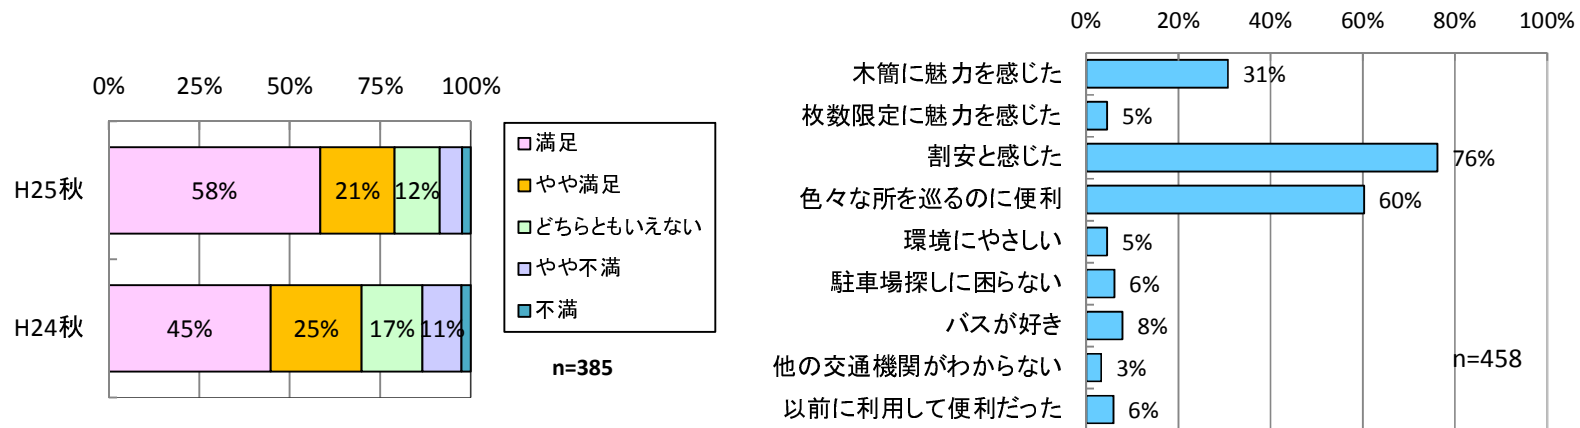 0% 25% 50% 75% 100%
H25秋 58% 21% 12%
H24秋 45% 25% 17% 11%
満足
やや満足
どちらともいえない
やや不満
不満
n=385
0% 20% 40% 60% 80% 100%
木簡に魅力を感じた 31%
枚数限定に魅力を感じた 5%
割安と感じた 76%
色々な所を巡るのに便利 60%
環境にやさしい 5%
駐車場探しに困らない 6%
バスが好き 8%
他の交通機関がわからない 3%
n=458
以前に利用して便利だった 6%